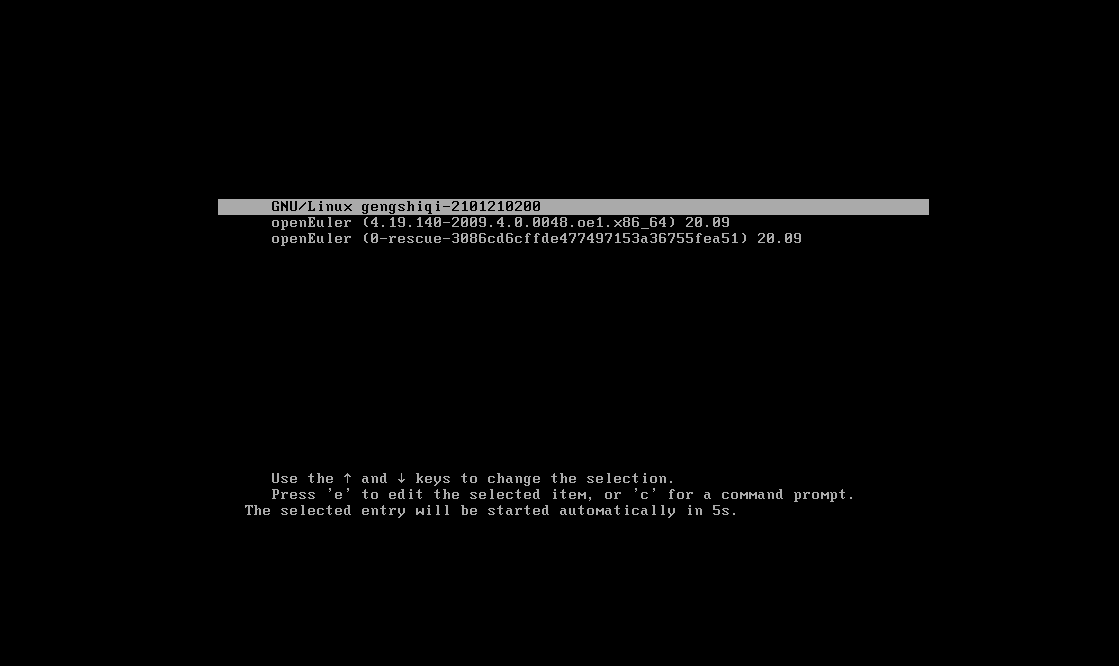 GNU/Linux gengshiqi-2101210200
openEuler (4.19.140-2009.4.0.0048.oe1.x86_64) 20.09
openEuler (0-rescue-3086cd6cffde477497153a36755fea51) 20.09
Use the ↑ and ↓ keys to change the selection.
Press 'e' to edit the selected item, or 'c' for a command prompt.
The selected entry will be started automatically in 5s.